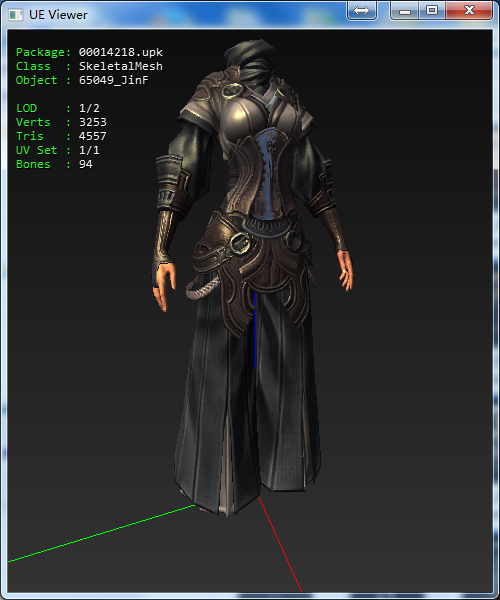 UE Viewer
Package: 00014218.upk
Class : SkeletalMesh
Object : 65049_JinF
LOD : 1/2
Verts : 3253
Tris : 4557
UV Set : 1/1
Bones : 94